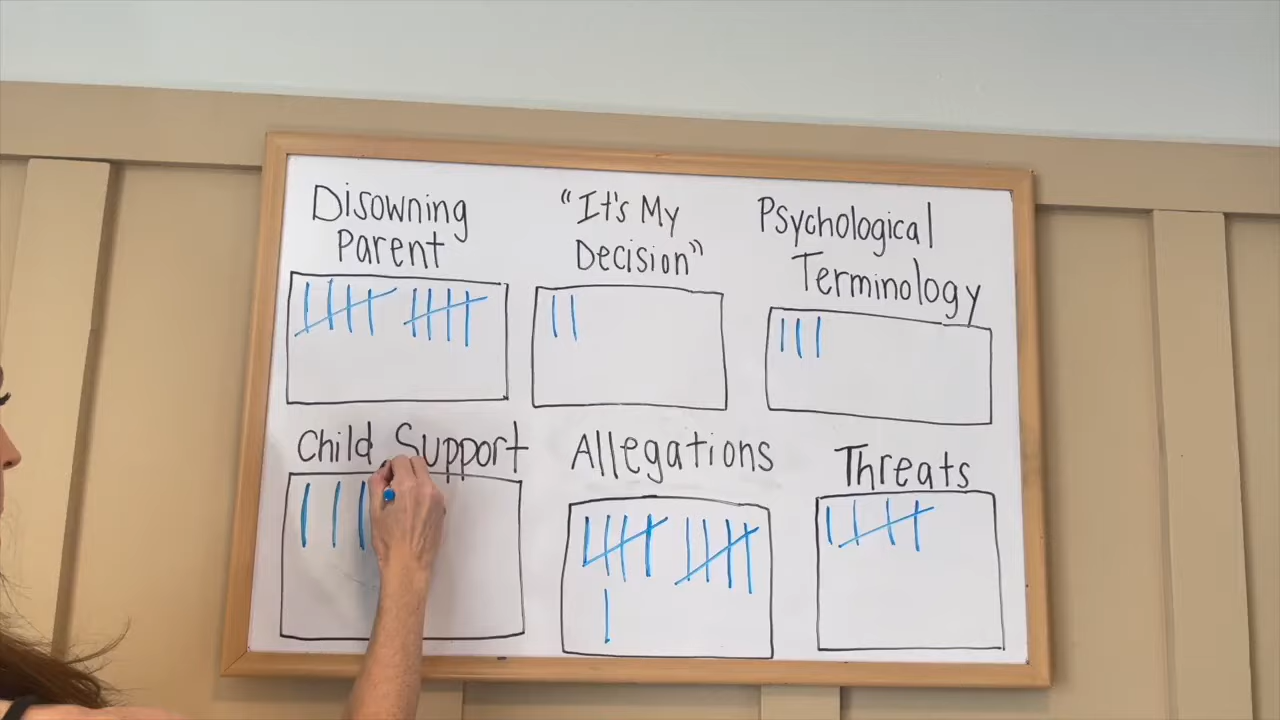 Disowning
Parent
"It's My
Decision"
Psychological
Terminology
Child Support
Allegations
Threats